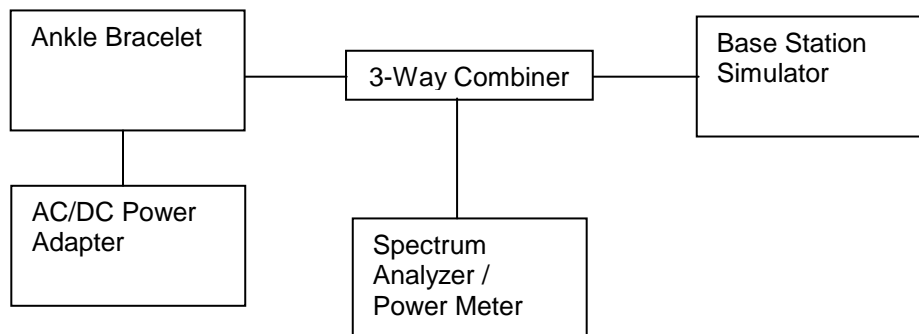 Ankle Bracelet
3-Way Combiner
Base Station
Simulator
AC/DC Power
Adapter
Spectrum
Analyzer /
Power Meter